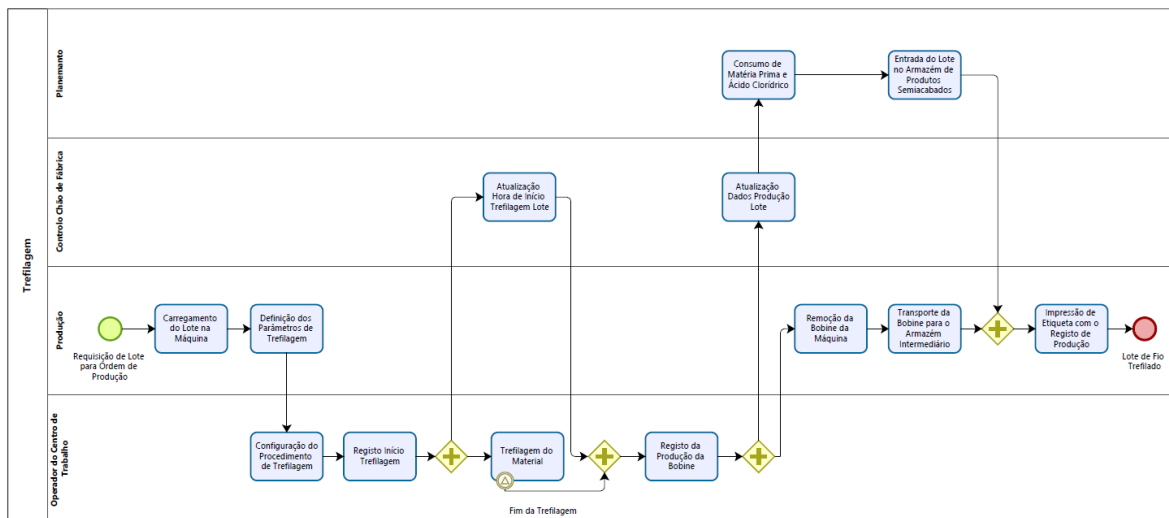 Trefilagem
Planemanto
Consumo de
Matéria Prima e
Ácido Clorídrico
Entrada do Lote
no Armazém de
Produtos
Semiacabados
Controlo Chão de Fábrica
Atualização
Hora de Início
Trefilagem Lote
Atualização
Dados Produção
Lote
Produção
Requisição de Lote
para Ordem de
Produção
Carregamento
do Lote na
Máquina
Definição dos
Parâmetros de
Trefilagem
Remoção da
Bobine da
Máquina
Transporte da
Bobine para o
Armazém
Intermediário
Impressão de
Etiqueta com o
Registo de
Produção
Lote de Fio
Trefilado
Operador do Centro de
Trabalho
Configuração do
Procedimento
de Trefilagem
Registo Início
Trefilagem
Trefilagem do
Material
Fim da Trefilagem
Registo da
Produção da
Bobine